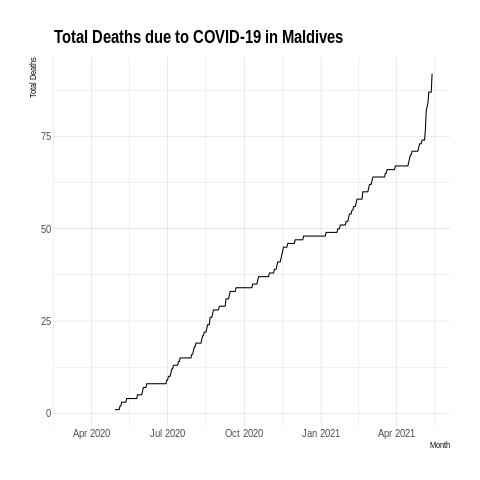 Total Deaths due to COVID-19 in Maldives
Total Deaths
75
50
25
0
Apr 2020 Jul 2020 Oct 2020 Jan 2021 Apr 2021
Month